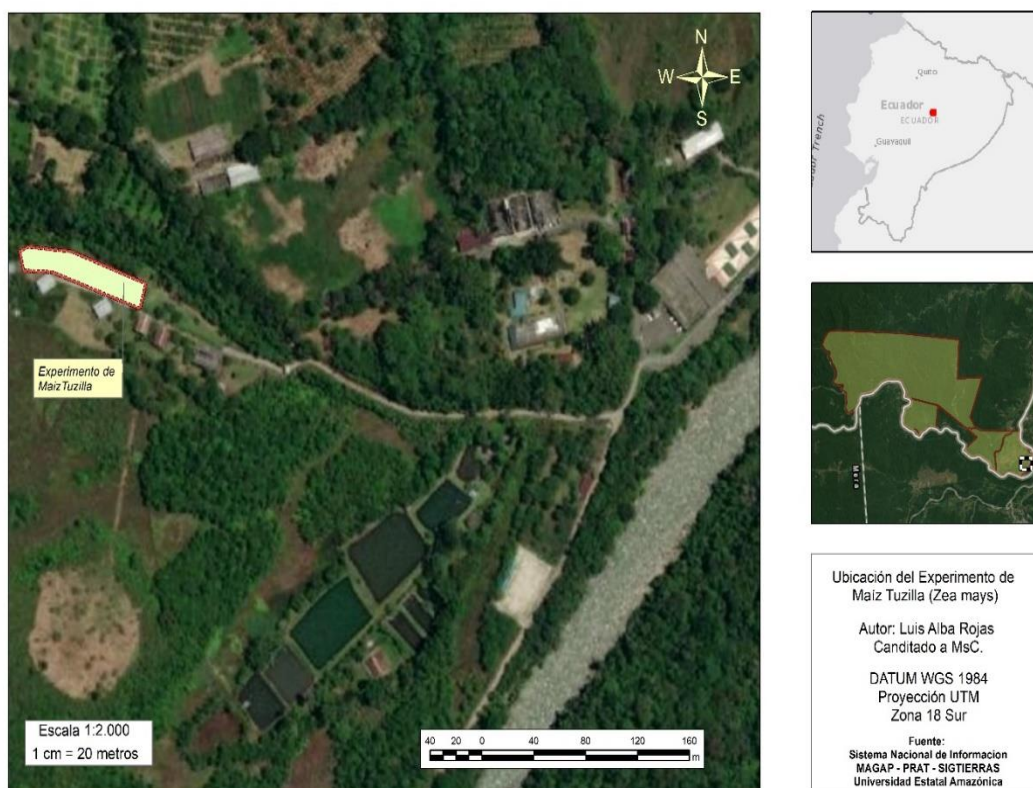 N
W E
S
Experimento de
Maíz Tuzilla
Escala 1:2.000
1 cm = 20 metros
40 20 0 40 80 120 160
m
Quito
Ecuador
ECUADOR
Guayaquil
Trench
Mera
Ubicación del Experimento de
Maíz Tuzilla (Zea mays)
Autor: Luis Alba Rojas
Canditado a MsC.
DATUM WGS 1984
Proyección UTM
Zona 18 Sur
Fuente:
Sistema Nacional de Informacion
MAGAP - PRAT - SIGTIERRAS
Universidad Estatal Amazónica